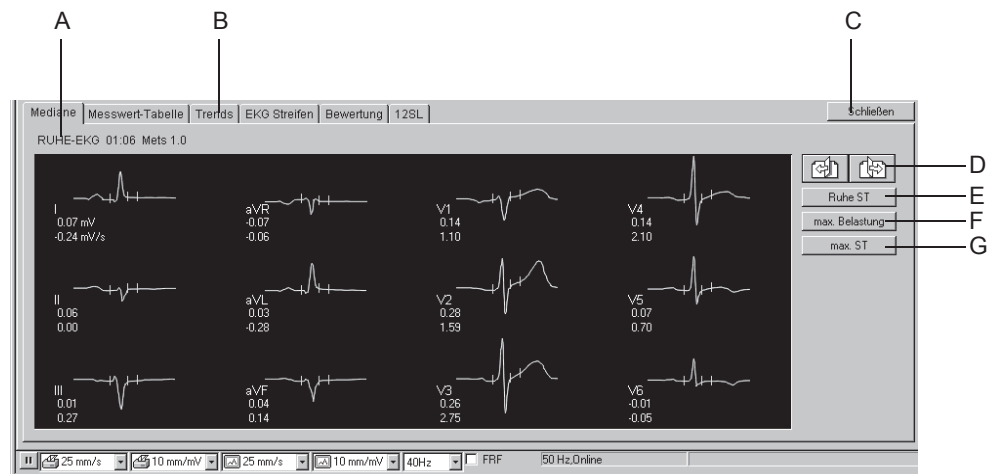 A B C
Mediane Messwert-Tabelle Trends EKG Streifen Bewertung 12SL Schließen
RUHE-EKG 01:06 Mets 1.0
D
Ruhe ST E
max. Belastung F
max. ST G
I aVR V1 V4
0.07 mV -0.07 0.14 0.14
-0.24 mV/s -0.06 1.10 2.10
II aVL V2 V5
0.06 0.03 0.28 0.07
0.00 -0.28 1.59 0.70
III aVF V3 V6
0.01 0.04 0.26 -0.01
0.27 0.14 2.75 -0.05
25 mm/s 10 mm/mV 25 mm/s 10 mm/mV 40Hz FRF 50 Hz,Online